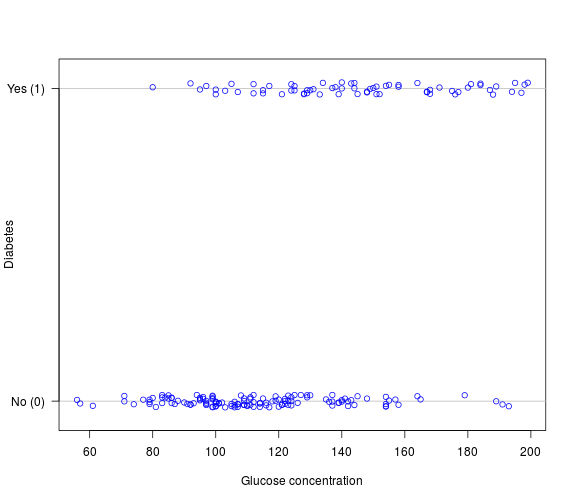 Yes (1)
Diabetes
No (0)
60 80 100 120 140 160 180 200
Glucose concentration